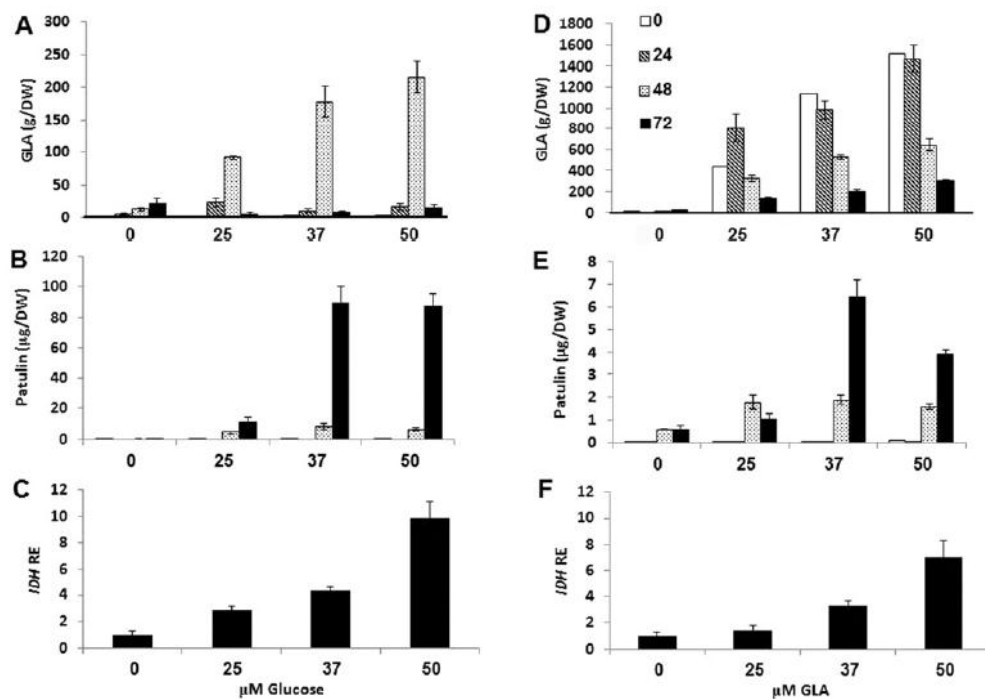 A
300
250
200
150
100
50
0
GLA (g/DW)
0 25 37 50
B
120
100
80
60
40
20
0
Patulin (µg/DW)
0 25 37 50
C
12
10
8
6
4
2
0
IDH RE
0 25 37 50
µM Glucose
D
1800
1600
1400
1200
1000
800
600
400
200
0
GLA (g/DW)
0
24
48
72
0 25 37 50
E
8
7
6
5
4
3
2
1
0
Patulin (µg/DW)
0 25 37 50
F
12
10
8
6
4
2
0
IDH RE
0 25 37 50
µM GLA